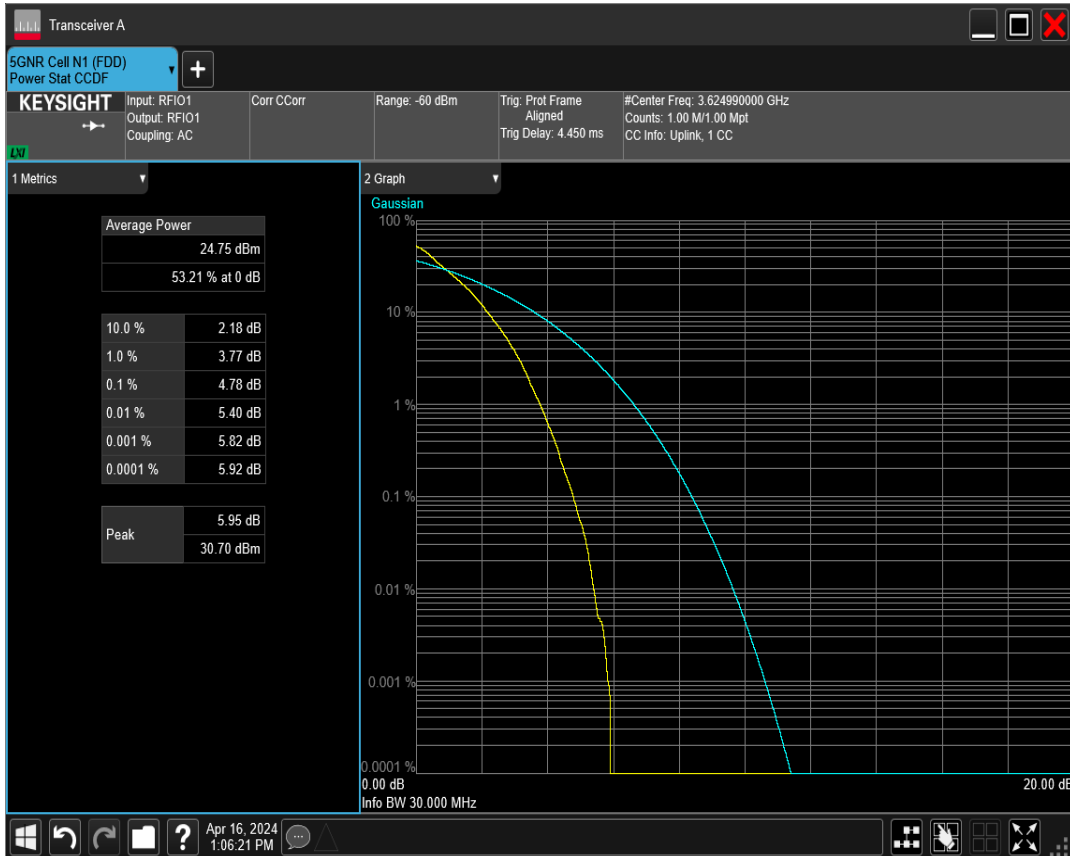 Transceiver A
5GNR Cell N1 (FDD)
Power Stat CCDF
KEYSIGHT
LXI
Input: RFIO1
Output: RFIO1
Coupling: AC
Corr CCorr
Range: -60 dBm
Trig: Prot Frame
Aligned
Trig Delay: 4.450 ms
#Center Freq: 3.624990000 GHz
Counts: 1.00 M/1.00 Mpt
CC Info: Uplink, 1 CC
1 Metrics
Average Power
24.75 dBm
53.21 % at 0 dB
10.0 % 2.18 dB
1.0 % 3.77 dB
0.1 % 4.78 dB
0.01 % 5.40 dB
0.001 % 5.82 dB
0.0001 % 5.92 dB
Peak
5.95 dB
30.70 dBm
2 Graph
Gaussian
100 %
10 %
1 %
0.1 %
0.01 %
0.001 %
0.0001 %
0.00 dB 20.00 dB
Info BW 30.000 MHz
?
Apr 16, 2024
1:06:21 PM